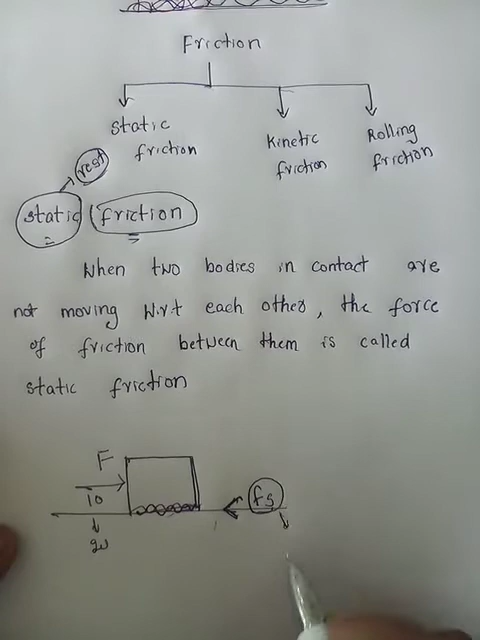 Friction
static
friction
Kinetic
friction
Rolling
friction
rest
static friction
When two bodies in contact are
not moving w.r.t each other, the force
of friction between them is called
static friction
F
10
20
fs